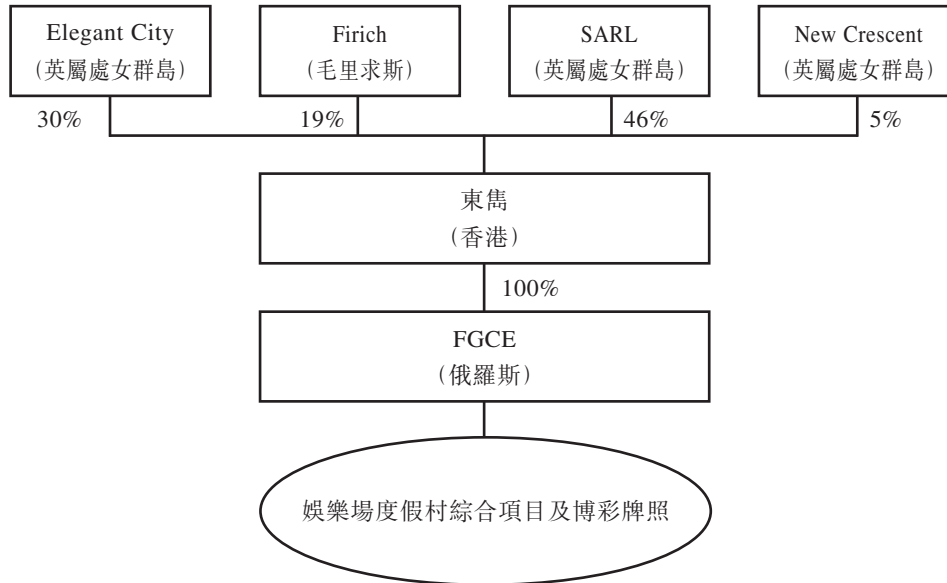 Elegant City
(英屬處女群島)
Firich
(毛里求斯)
SARL
(英屬處女群島)
New Crescent
(英屬處女群島)
30%
19%
46%
5%
東雋
(香港)
100%
FGCE
(俄羅斯)
娛樂場度假村綜合項目及博彩牌照